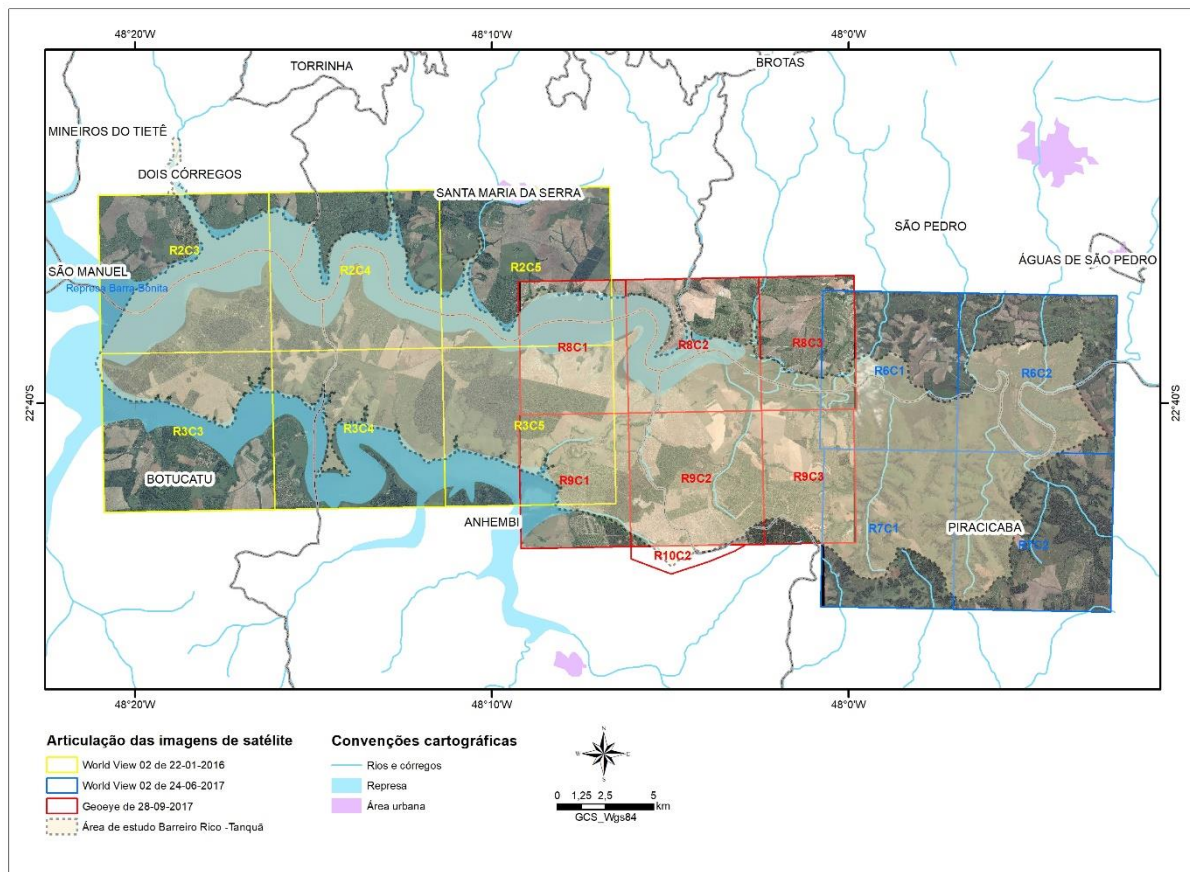 48°20'W
48°10'W
48°0'W
TORRINHA
BROTAS
MINEIROS DO TIETÊ
DOIS CÓRREGOS
SANTA MARIA DA SERRA
SÃO PEDRO
ÁGUAS DE SÃO PEDRO
SÃO MANUEL
Represa Barra Bonita
R2C3
R2C4
R2C5
R8C1
R8C2
R8C3
R6C1
R6C2
22°40'S
22°40'S
R3C3
R3C4
R3C5
R9C1
R9C2
R9C3
BOTUCATU
ANHEMBI
R10C2
R7C1
PIRACICABA
R7C2
48°20'W
48°10'W
48°0'W
Articulação das imagens de satélite
World View 02 de 22-01-2016
World View 02 de 24-06-2017
Geoeye de 28-09-2017
Área de estudo Barreiro Rico -Tanquã
Convenções cartográficas
Rios e córregos
Represa
Área urbana
N
W
E
S
0 1,25 2,5 5
km
GCS_Wgs84